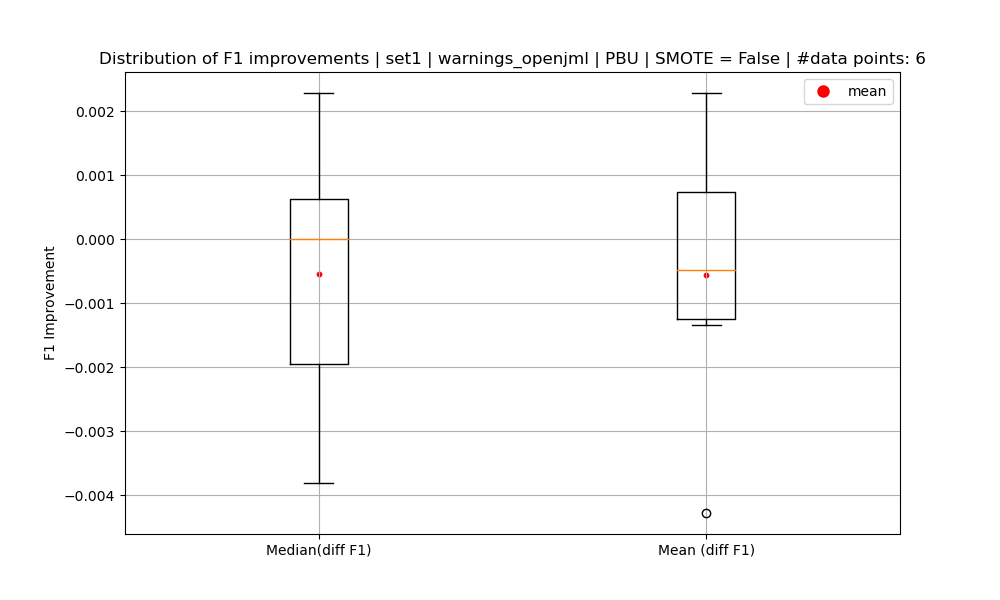 Distribution of F1 improvements | set1 | warnings_openjml | PBU | SMOTE = False | #data points: 6
mean
0.002
0.001
0.000
−0.001
−0.002
−0.003
−0.004
F1 Improvement
Median(diff F1)
Mean (diff F1)